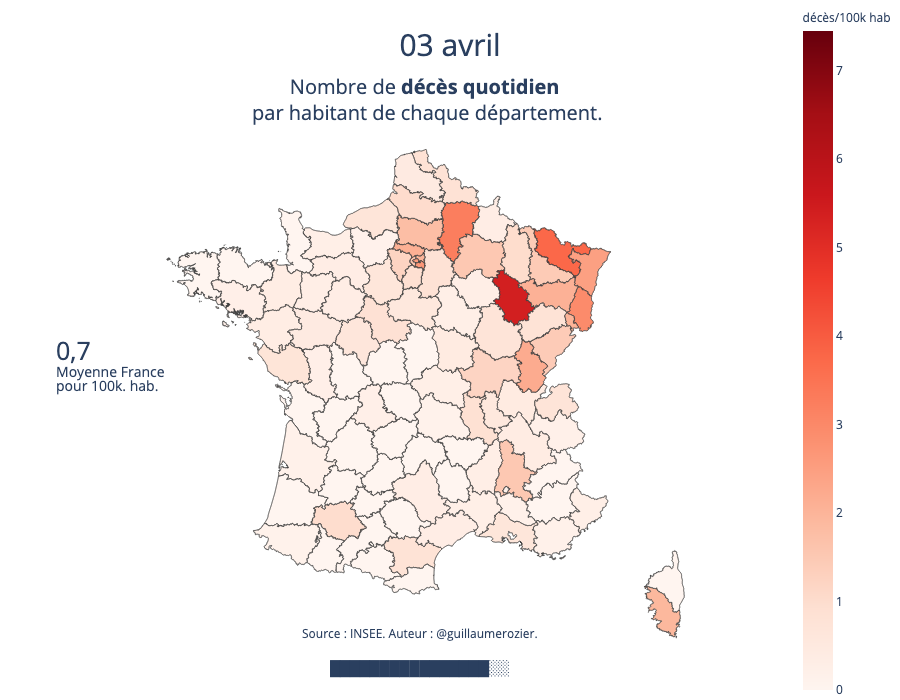 décès/100k hab
03 avril
Nombre de décès quotidien
par habitant de chaque département.
7
6
5
4
3
2
1
0
0,7
Moyenne France
pour 100k. hab.
Source : INSEE. Auteur : @guillaumerozier.